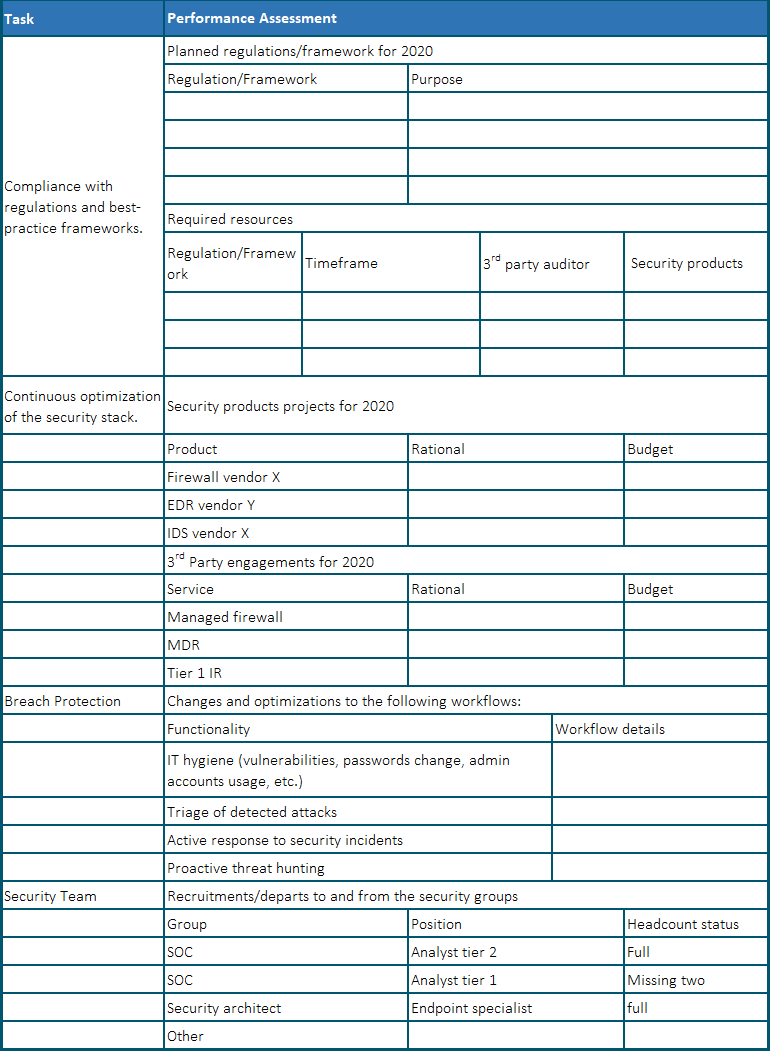 Task Performance Assessment
Planned regulations/framework for 2020
Regulation/Framework Purpose
Compliance with
regulations and best-
practice frameworks.
Required resources
Regulation/Framew
ork
Timeframe
3rd party auditor
Security products
Continuous optimization
of the security stack.
Security products projects for 2020
Product Rational Budget
Firewall vendor X
EDR vendor Y
IDS vendor X
3rd Party engagements for 2020
Service Rational Budget
Managed firewall
MDR
Tier 1 IR
Breach Protection Changes and optimizations to the following workflows:
Functionality Workflow details
IT hygiene (vulnerabilities, passwords change, admin
accounts usage, etc.)
Triage of detected attacks
Active response to security incidents
Proactive threat hunting
Security Team Recruitments/departs to and from the security groups
Group Position Headcount status
SOC Analyst tier 2 Full
SOC Analyst tier 1 Missing two
Security architect Endpoint specialist full
Other